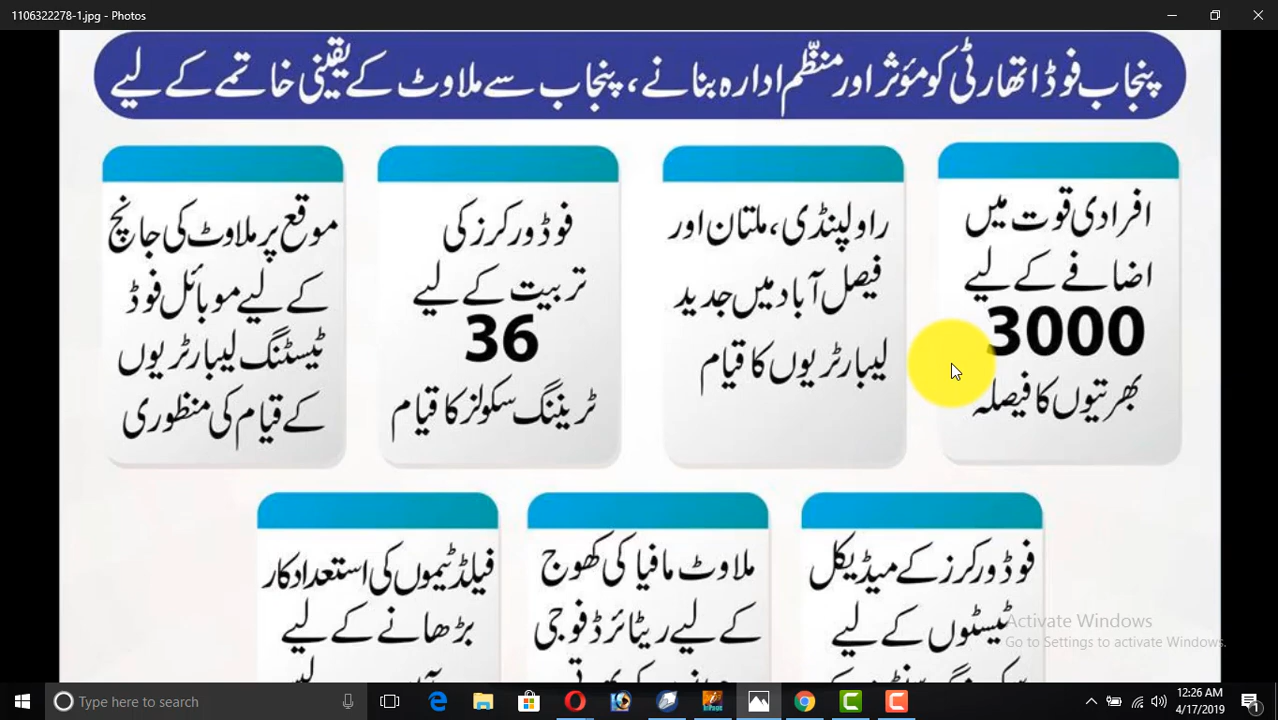 1106322278-1.jpg - Photos
پنجاب فوڈ اتھارٹی کو مؤثر اور منظّم ادارہ بنانے، پنجاب سے ملاوٹ کے یقینی خاتمے کے لیے
افرادی قوت میں
اضافے کے لیے
3000
بھرتیوں کا فیصلہ
راولپنڈی، ملتان اور
فیصل آباد میں جدید
لیبارٹریوں کا قیام
فوڈ ورکرز کی
تربیت کے لیے
36
ٹریننگ سکولز کا قیام
موقع پر ملاوٹ کی جانچ
کے لیے موبائل فوڈ
ٹیسٹنگ لیبارٹریوں
کے قیام کی منظوری
فوڈ ورکرز کے میڈیکل
ٹیسٹوں کے لیے
ملاوٹ مافیا کی کھوج
کے لیے ریٹائرڈ فوجی
فیلڈ ٹیموں کی استعداد کار
بڑھانے کے لیے
Activate Windows
Go to Settings to activate Windows.
Type here to search
12:26 AM
4/17/2019